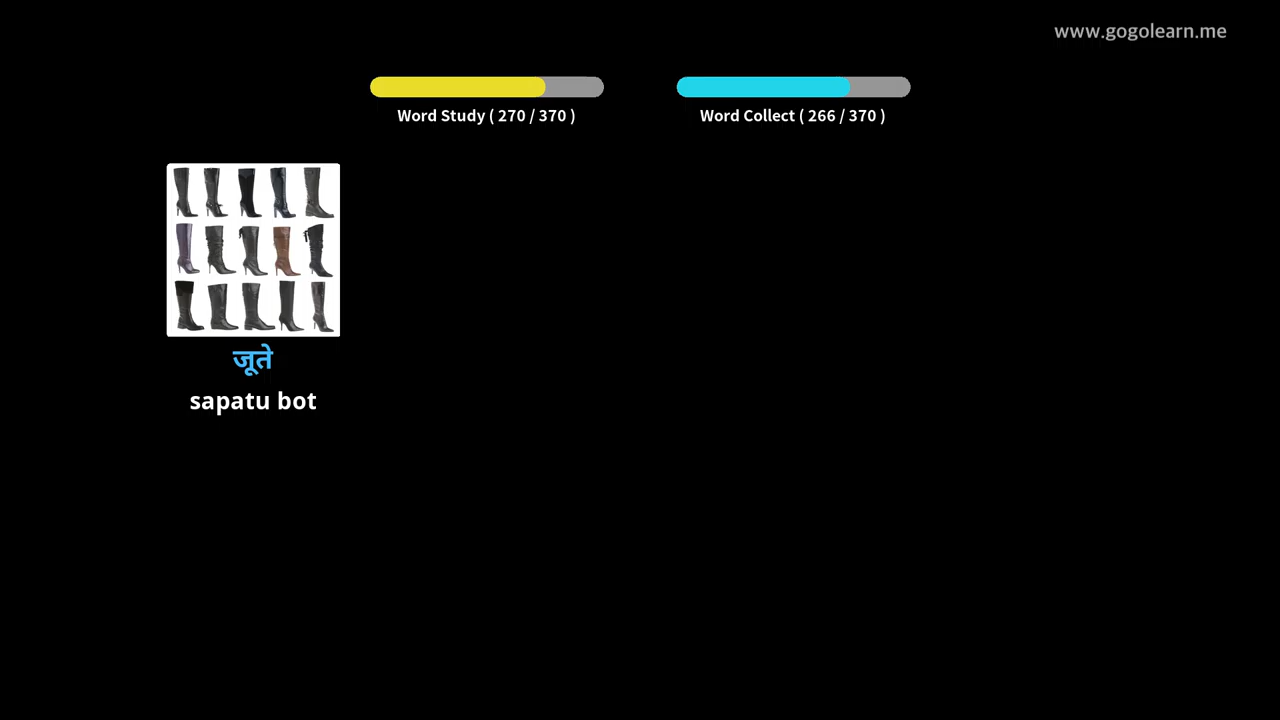 www.gogolearn.me
Word Study ( 270 / 370 )
Word Collect ( 266 / 370 )
जूते
sapatu bot